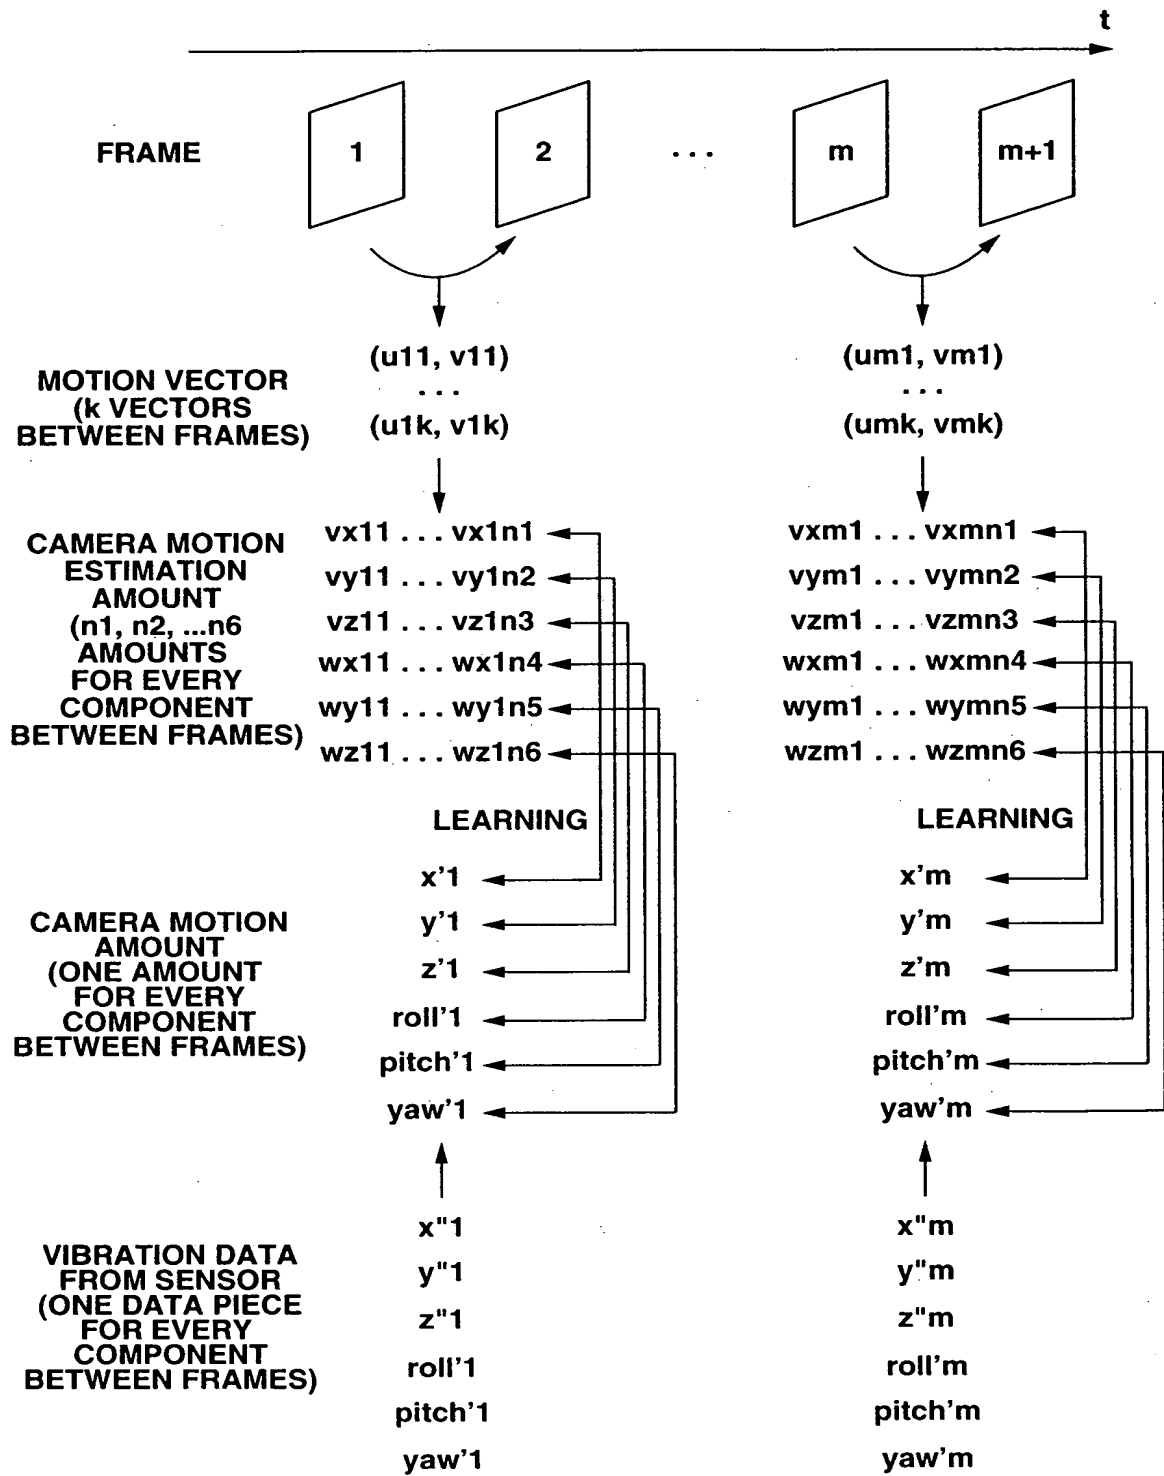 t
FRAME
1
2
...
m
m+1
MOTION VECTOR
(k VECTORS
BETWEEN FRAMES)
(u11, v11)
...
(u1k, v1k)
(um1, vm1)
...
(umk, vmk)
CAMERA MOTION
ESTIMATION
AMOUNT
(n1, n2, ...n6
AMOUNTS
FOR EVERY
COMPONENT
BETWEEN FRAMES)
vx11 ... vx1n1
vy11 ... vy1n2
vz11 ... vz1n3
wx11 ... wx1n4
wy11 ... wy1n5
wz11 ... wz1n6
vxm1 ... vxmn1
vym1 ... vymn2
vzm1 ... vzmn3
wxm1 ... wxmn4
wym1 ... wymn5
wzm1 ... wzmn6
LEARNING
LEARNING
CAMERA MOTION
AMOUNT
(ONE AMOUNT
FOR EVERY
COMPONENT
BETWEEN FRAMES)
x'1
y'1
z'1
roll'1
pitch'1
yaw'1
x'm
y'm
z'm
roll'm
pitch'm
yaw'm
VIBRATION DATA
FROM SENSOR
(ONE DATA PIECE
FOR EVERY
COMPONENT
BETWEEN FRAMES)
x"1
y"1
z"1
roll'1
pitch'1
yaw'1
x"m
y"m
z"m
roll'm
pitch'm
yaw'm